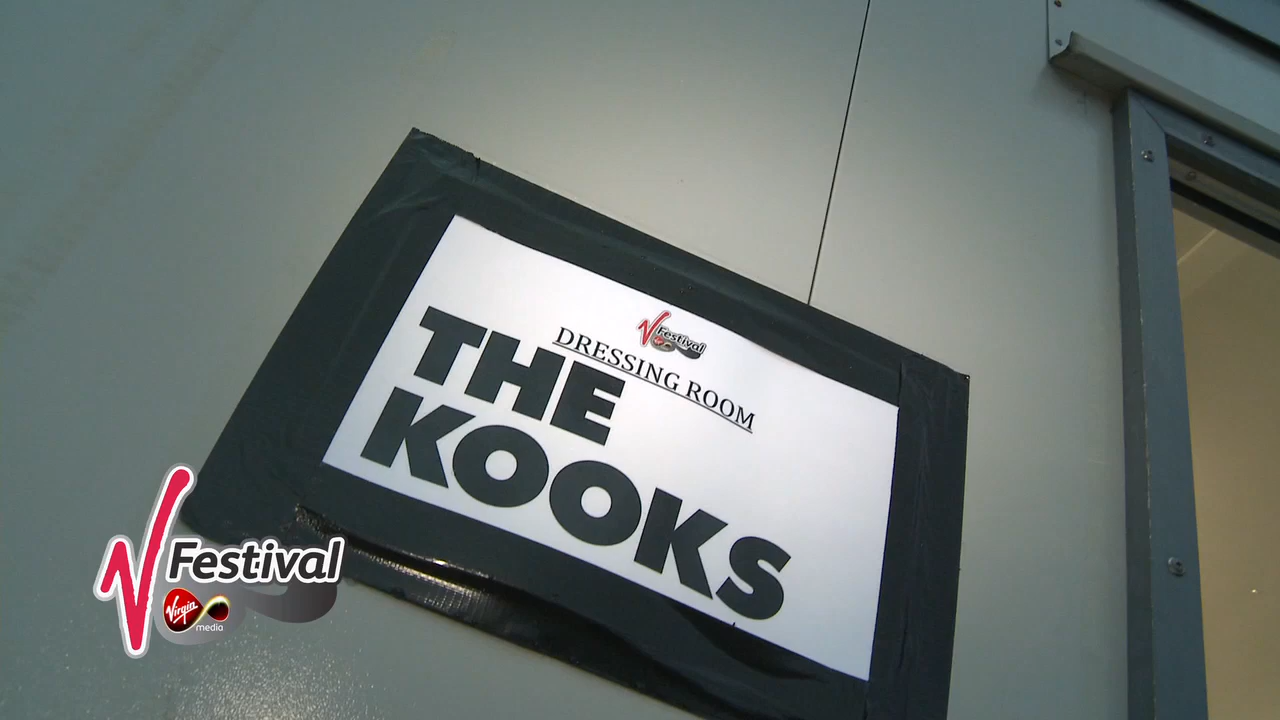 V Festival
DRESSING ROOM
THE
KOOKS
V Festival
Virgin
media